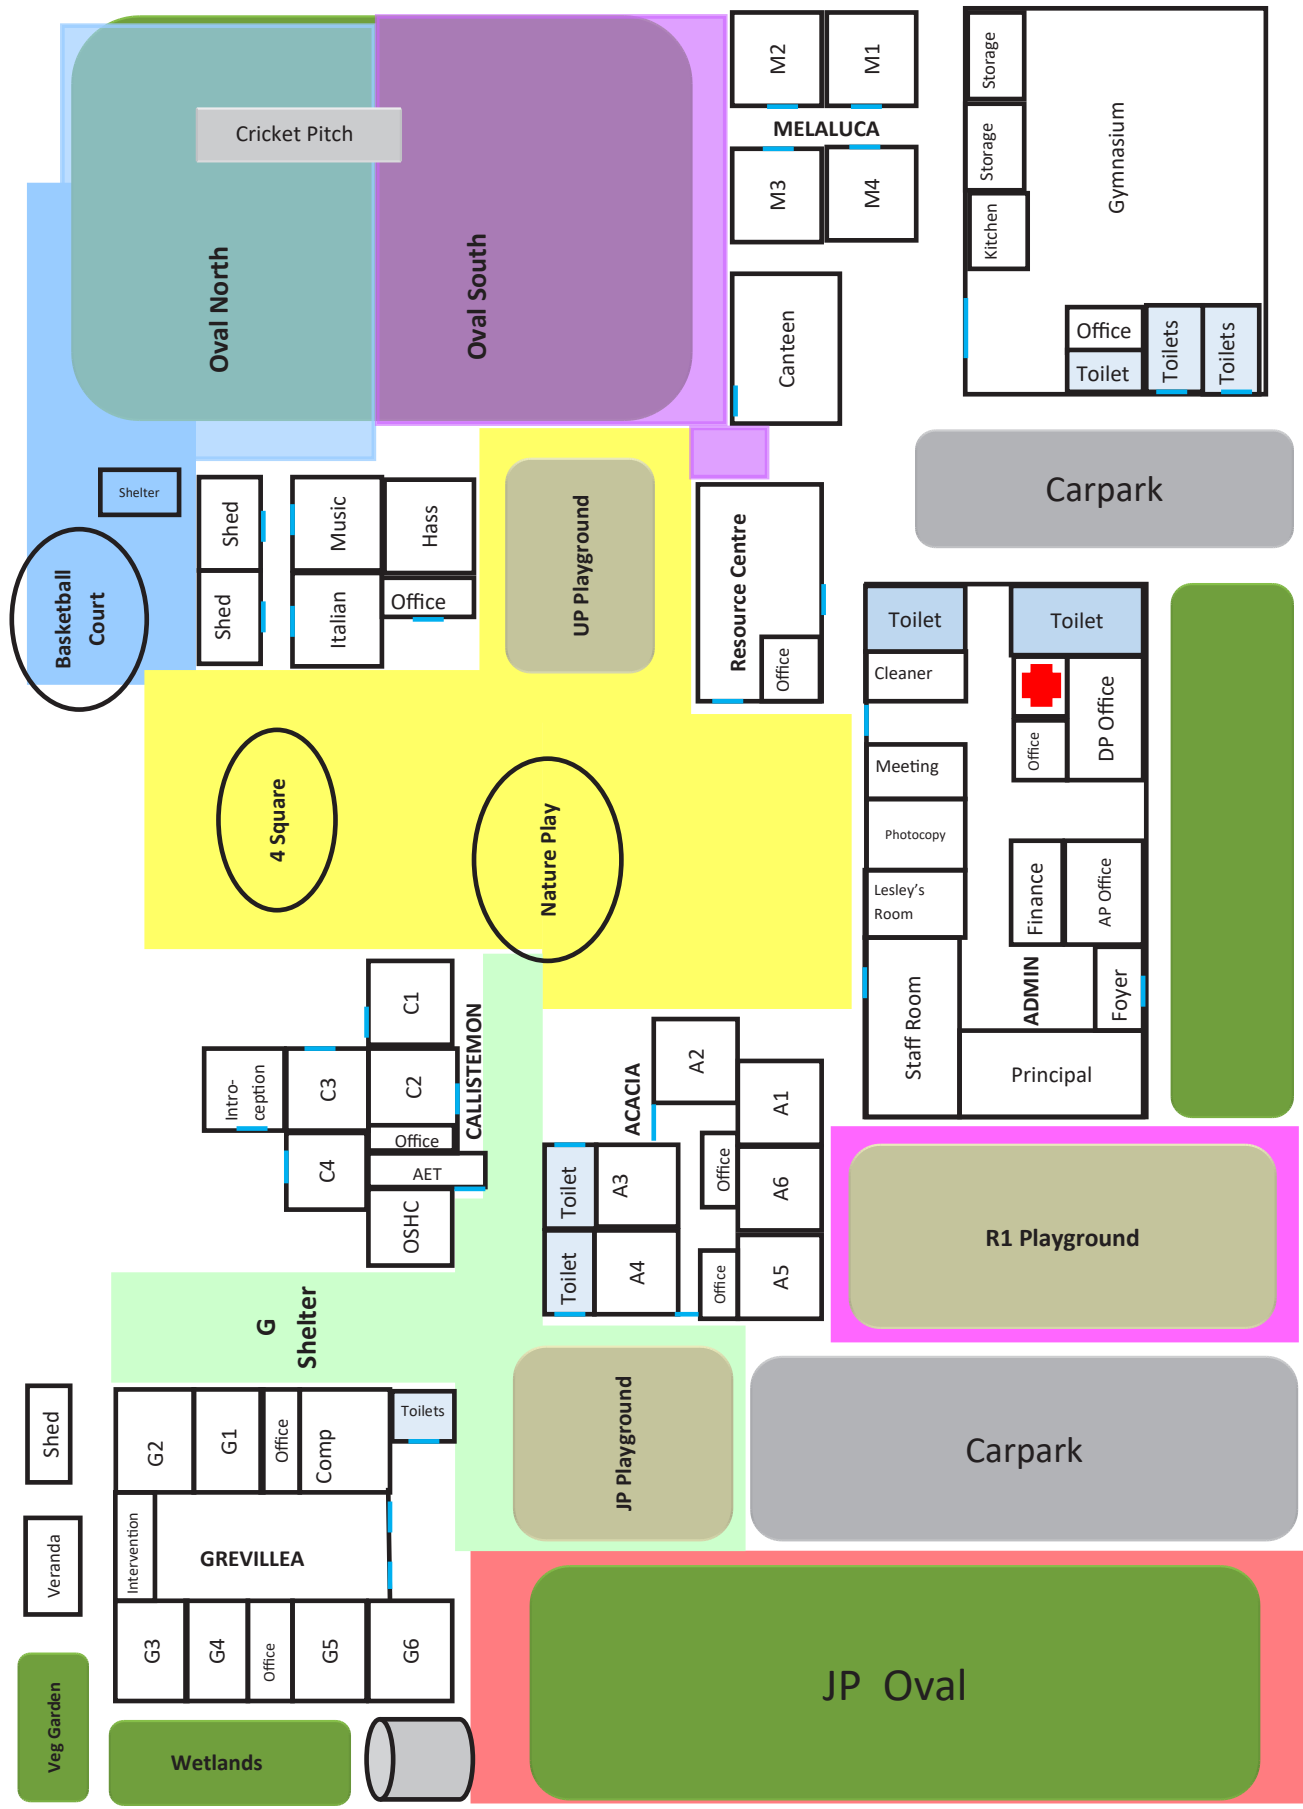 M2
M1
Storage
Cricket Pitch
MELALUCA
Storage
Gymnasium
M3
M4
Kitchen
Oval North
Oval South
Canteen
Office
Toilet
Toilets
Toilets
Shelter
Shed
Music
Hass
UP Playground
Carpark
Basketball
Court
Shed
Italian
Office
Resource Centre
Office
Toilet
Toilet
Cleaner
Office
DP Office
Meeting
4 Square
Nature Play
Photocopy
Lesley's
Room
Finance
AP Office
Staff Room
ADMIN
Foyer
Principal
C1
Intro-
ception
C3
C2
CALLISTEMON
Office
C4
AET
OSHC
ACACIA
A2
A1
Toilet
A3
Office
A6
Toilet
A4
Office
A5
R1 Playground
G
Shelter
Shed
G2
G1
Office
Comp
Toilets
JP Playground
Carpark
Veranda
Intervention
GREVILLEA
Veg Garden
G3
G4
Office
G5
G6
JP Oval
Wetlands